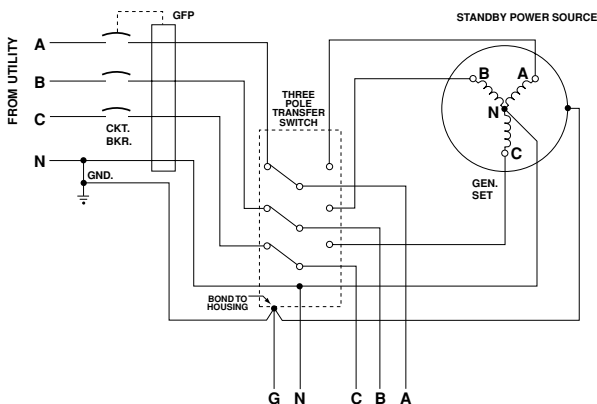 GFP
STANDBY POWER SOURCE
FROM UTILITY
A
B
C
N
CKT.
BKR.
GND.
THREE
POLE
TRANSFER
SWITCH
B
A
N
C
GEN.
SET
BOND TO
HOUSING
G N C B A